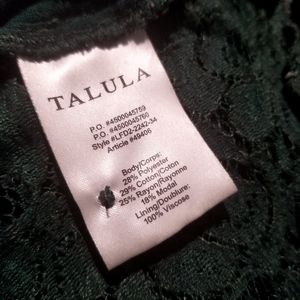 TALULA
P.O. #4500045759
P.O. #4500045760
Style #LFD2-2242-34
Article #49406
Body/Corps:
28% Polyester
29% Cotton/Coton
25% Rayon/Rayonne
18% Modal
Lining/Doublure:
100% Viscose